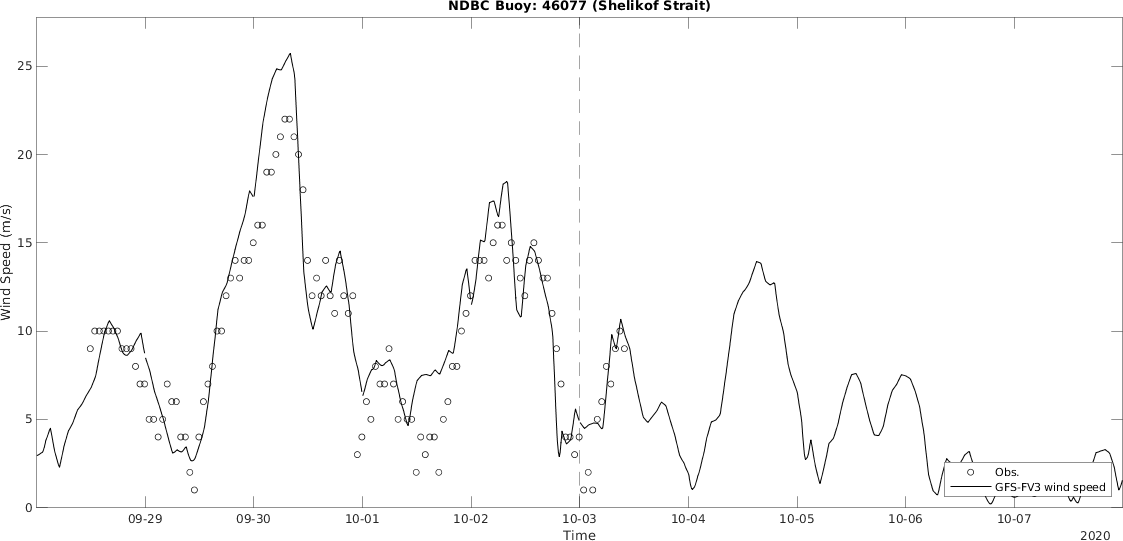 NDBC Buoy: 46077 (Shelikof Strait)
Wind Speed (m/s)
25
20
15
10
5
0
Obs.
GFS-FV3 wind speed
09-29 09-30 10-01 10-02 10-03 10-04 10-05 10-06 10-07
Time
2020